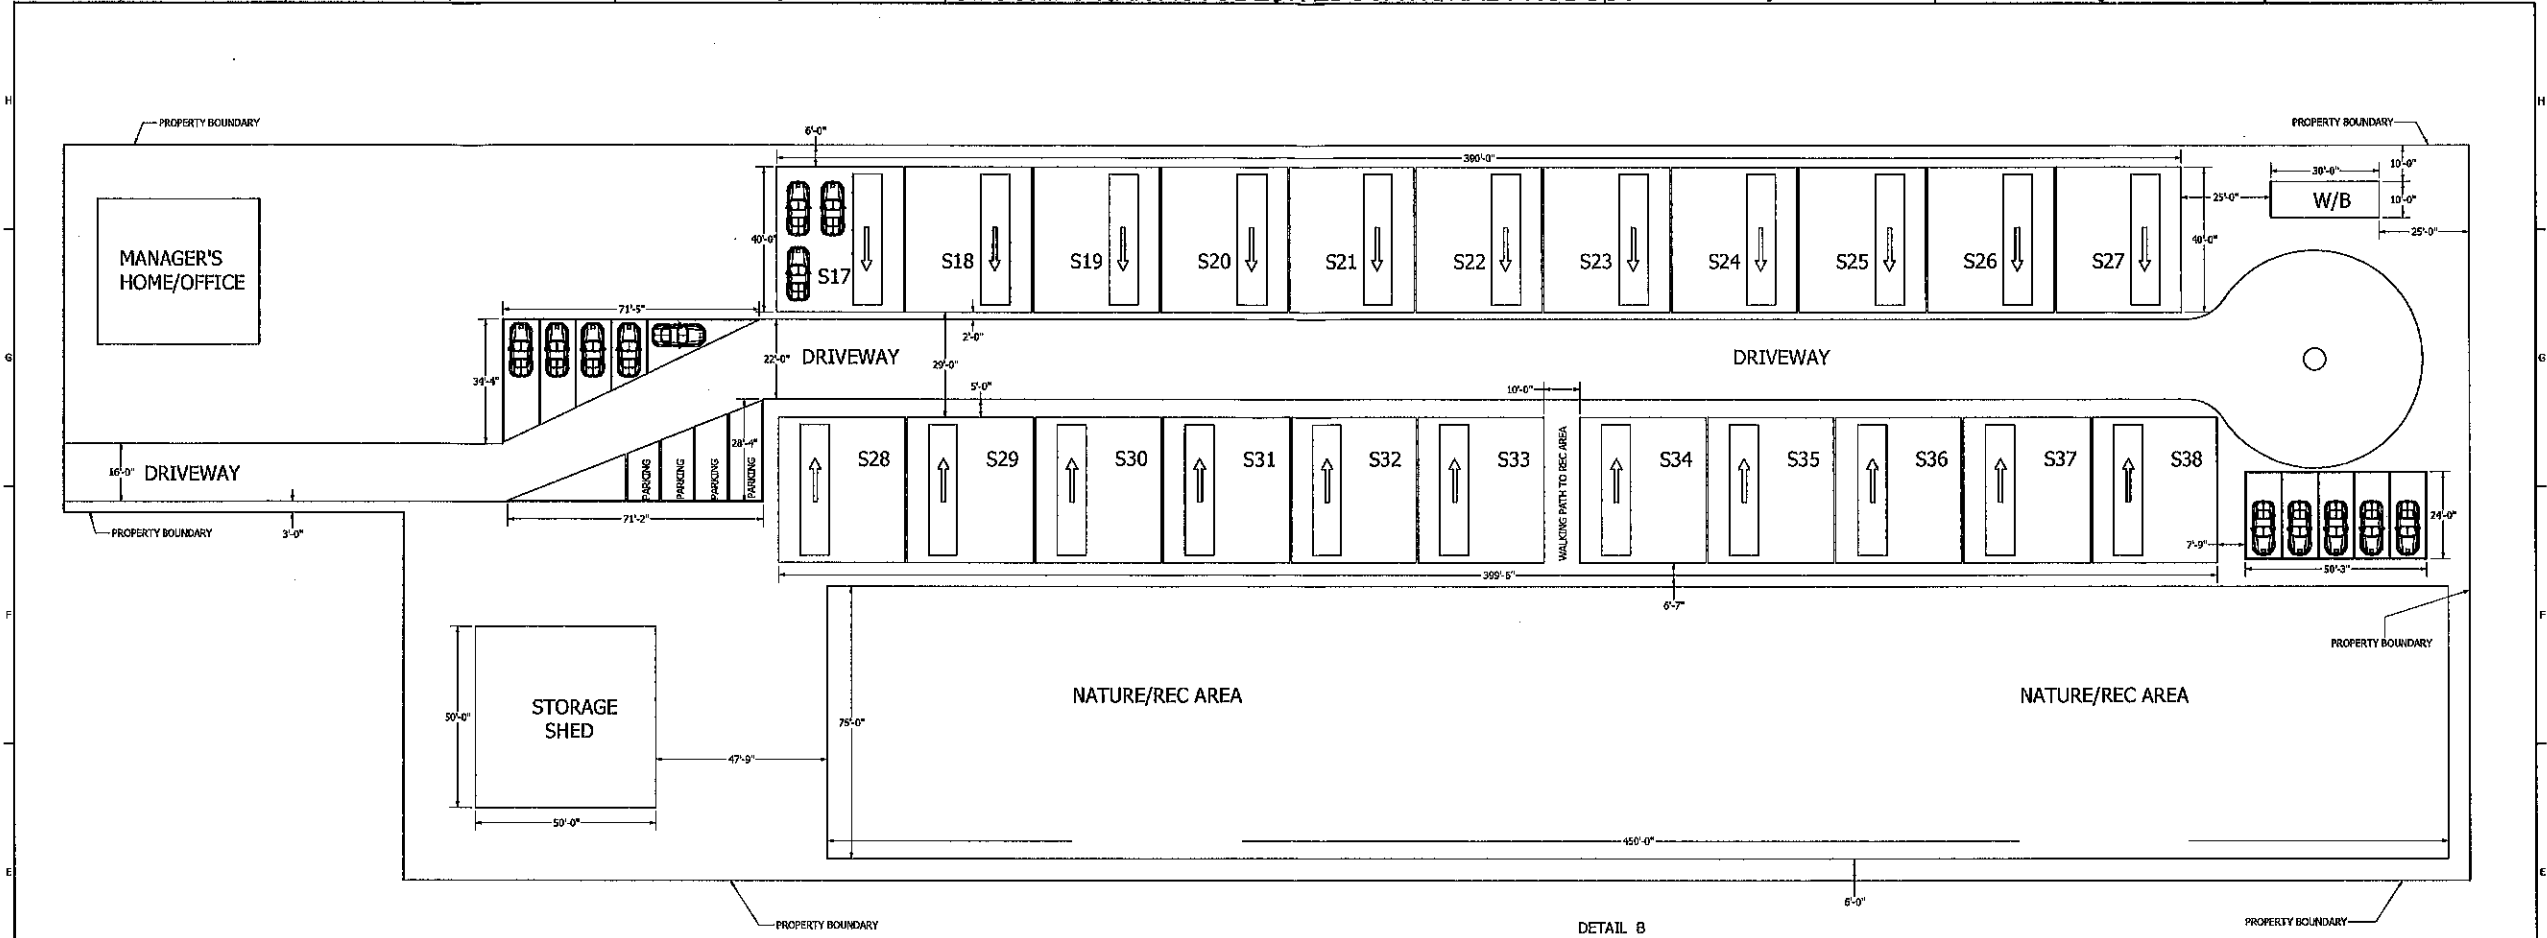 H
H
PROPERTY BOUNDARY
PROPERTY BOUNDARY
6'-0"
390'-0"
10'-0"
30'-0"
W/B
10'-0"
25'-0"
25'-0"
MANAGER'S
HOME/OFFICE
40'-0"
S17
S18
S19
S20
S21
S22
S23
S24
S25
S26
S27
40'-0"
71'-5"
2'-0"
G
34'-4"
22'-0"
DRIVEWAY
29'-0"
DRIVEWAY
G
5'-0"
10'-0"
16'-0"
DRIVEWAY
28'-4"
PARKING
PARKING
PARKING
PARKING
S28
S29
S30
S31
S32
S33
WALKING PATH TO REC AREA
S34
S35
S36
S37
S38
24'-0"
71'-2"
PROPERTY BOUNDARY
3'-0"
7'-9"
50'-3"
399'-6"
6'-7"
F
F
PROPERTY BOUNDARY
STORAGE
SHED
50'-0"
NATURE/REC AREA
NATURE/REC AREA
75'-0"
47'-9"
50'-0"
450'-0"
E
E
6'-0"
PROPERTY BOUNDARY
DETAIL B
PROPERTY BOUNDARY